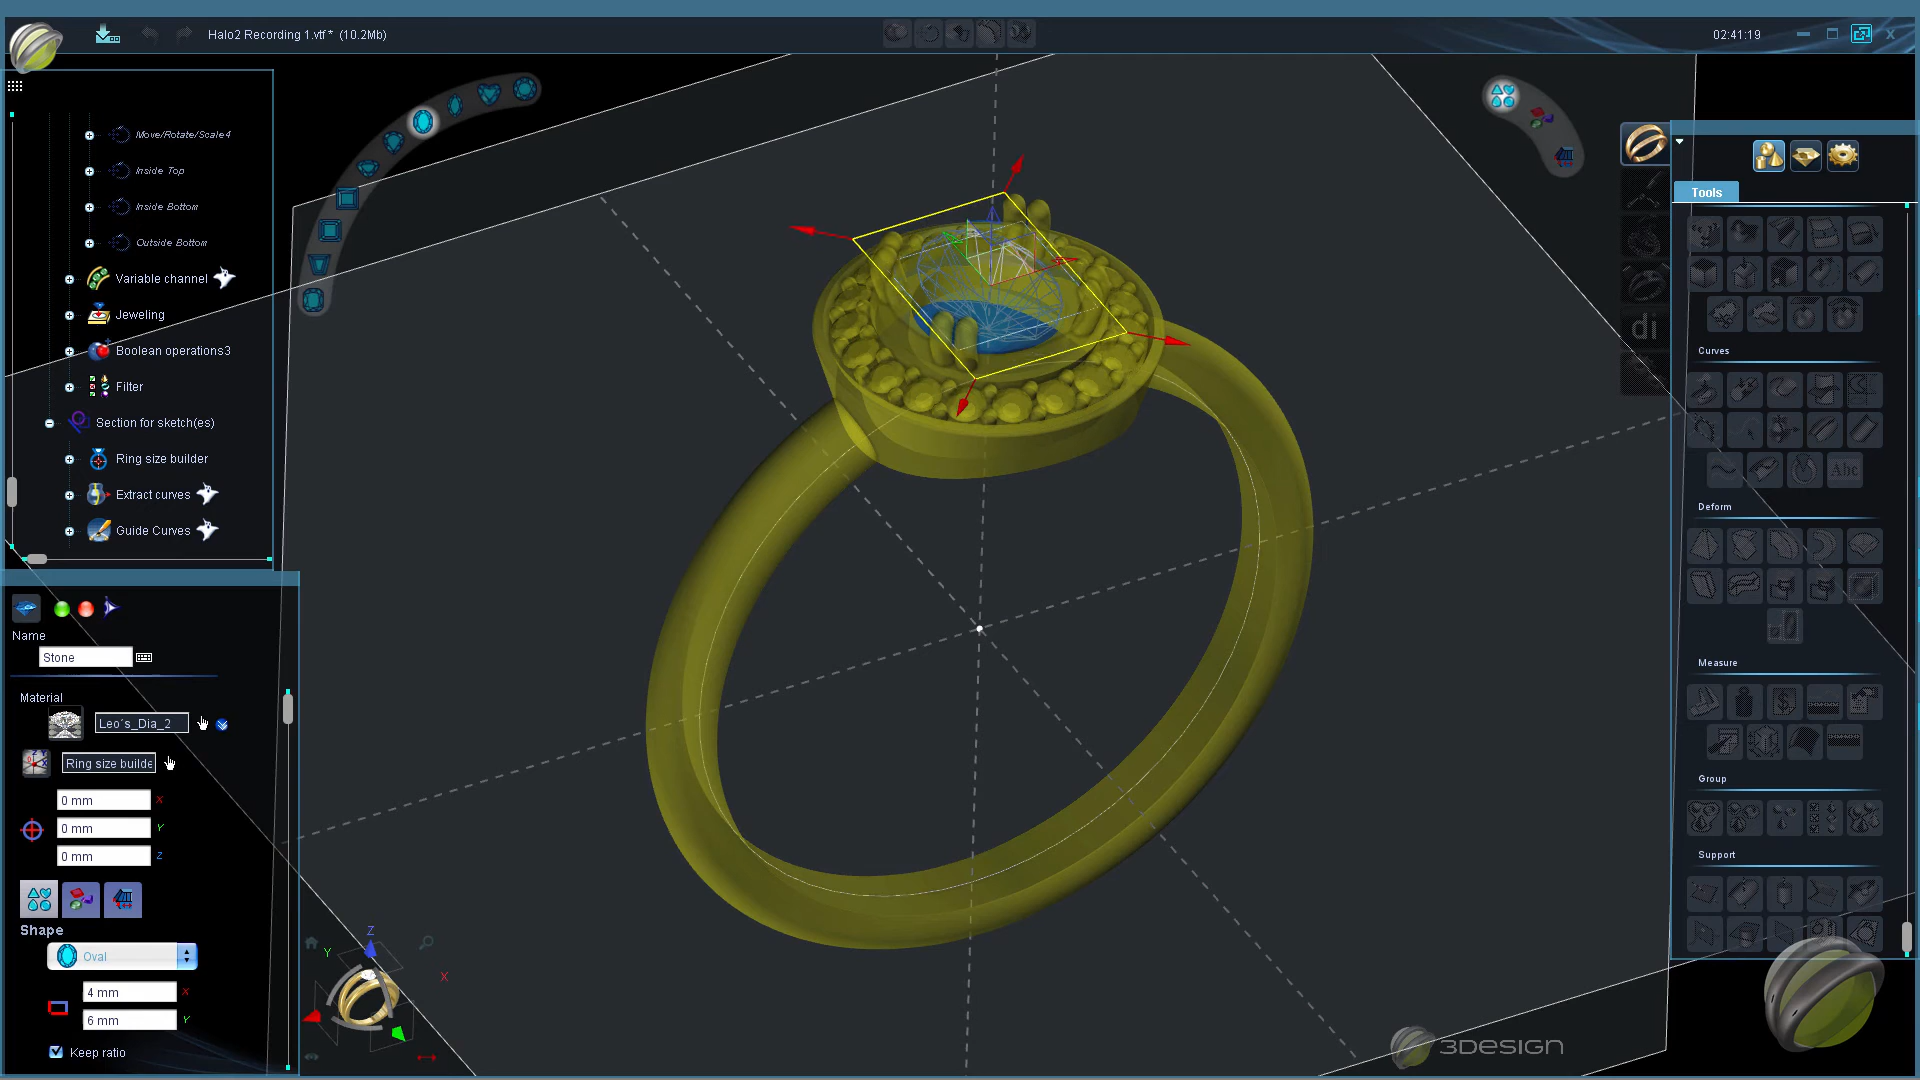 Halo2 Recording 1.vtf * (10.2Mb)
02:41:19
Move/Rotate/Scale4
Inside Top
Inside Bottom
Outside Bottom
Variable channel
Jeweling
Boolean operations3
Filter
Section for sketch(es)
Ring size builder
Extract curves
Guide Curves
Name
Stone
Material
Leo´s_Dia_2
Ring size builde
0 mm X
0 mm Y
0 mm Z
Shape
Oval
4 mm X
6 mm Y
Keep ratio
Z
Y
X
3DESIGN
di
Tools
Curves
Abc
Deform
Measure
Group
Support